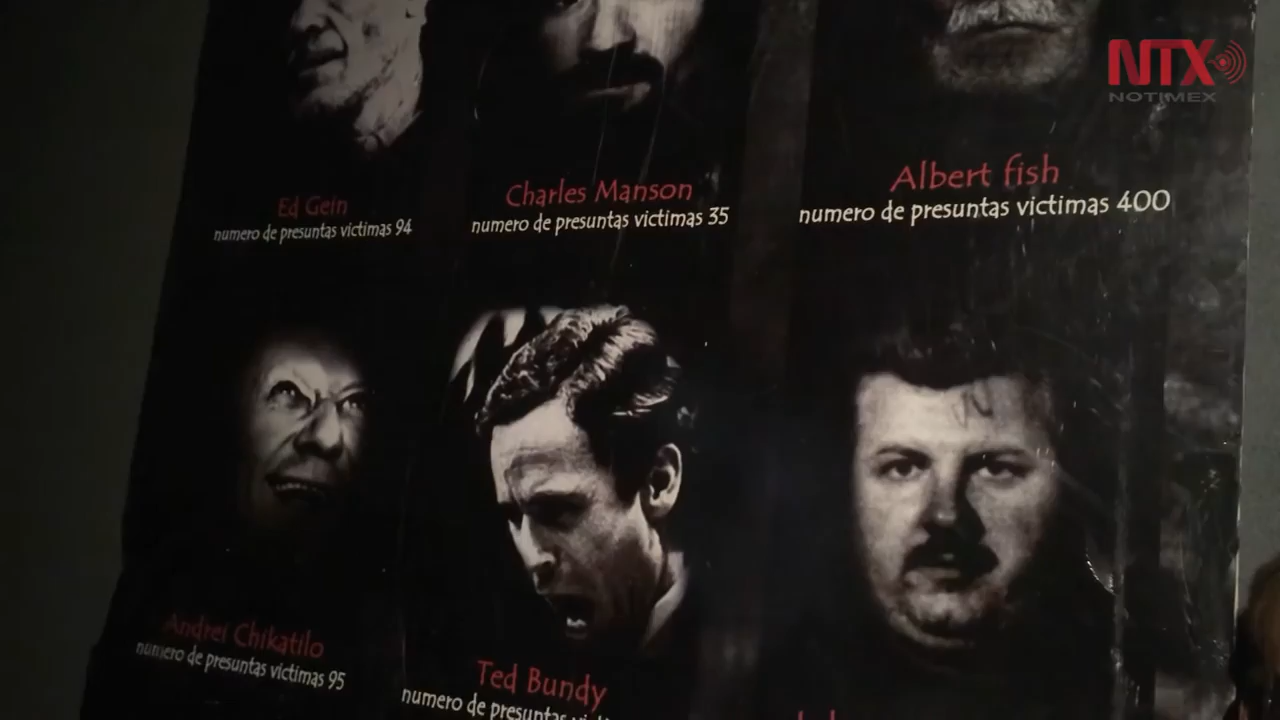 NTX
NOTIMEX
Ed Gein
numero de presuntas victimas 94
Charles Manson
numero de presuntas victimas 35
Albert fish
numero de presuntas victimas 400
Andrei Chikatilo
numero de presuntas victimas 95
Ted Bundy
numero de presuntas